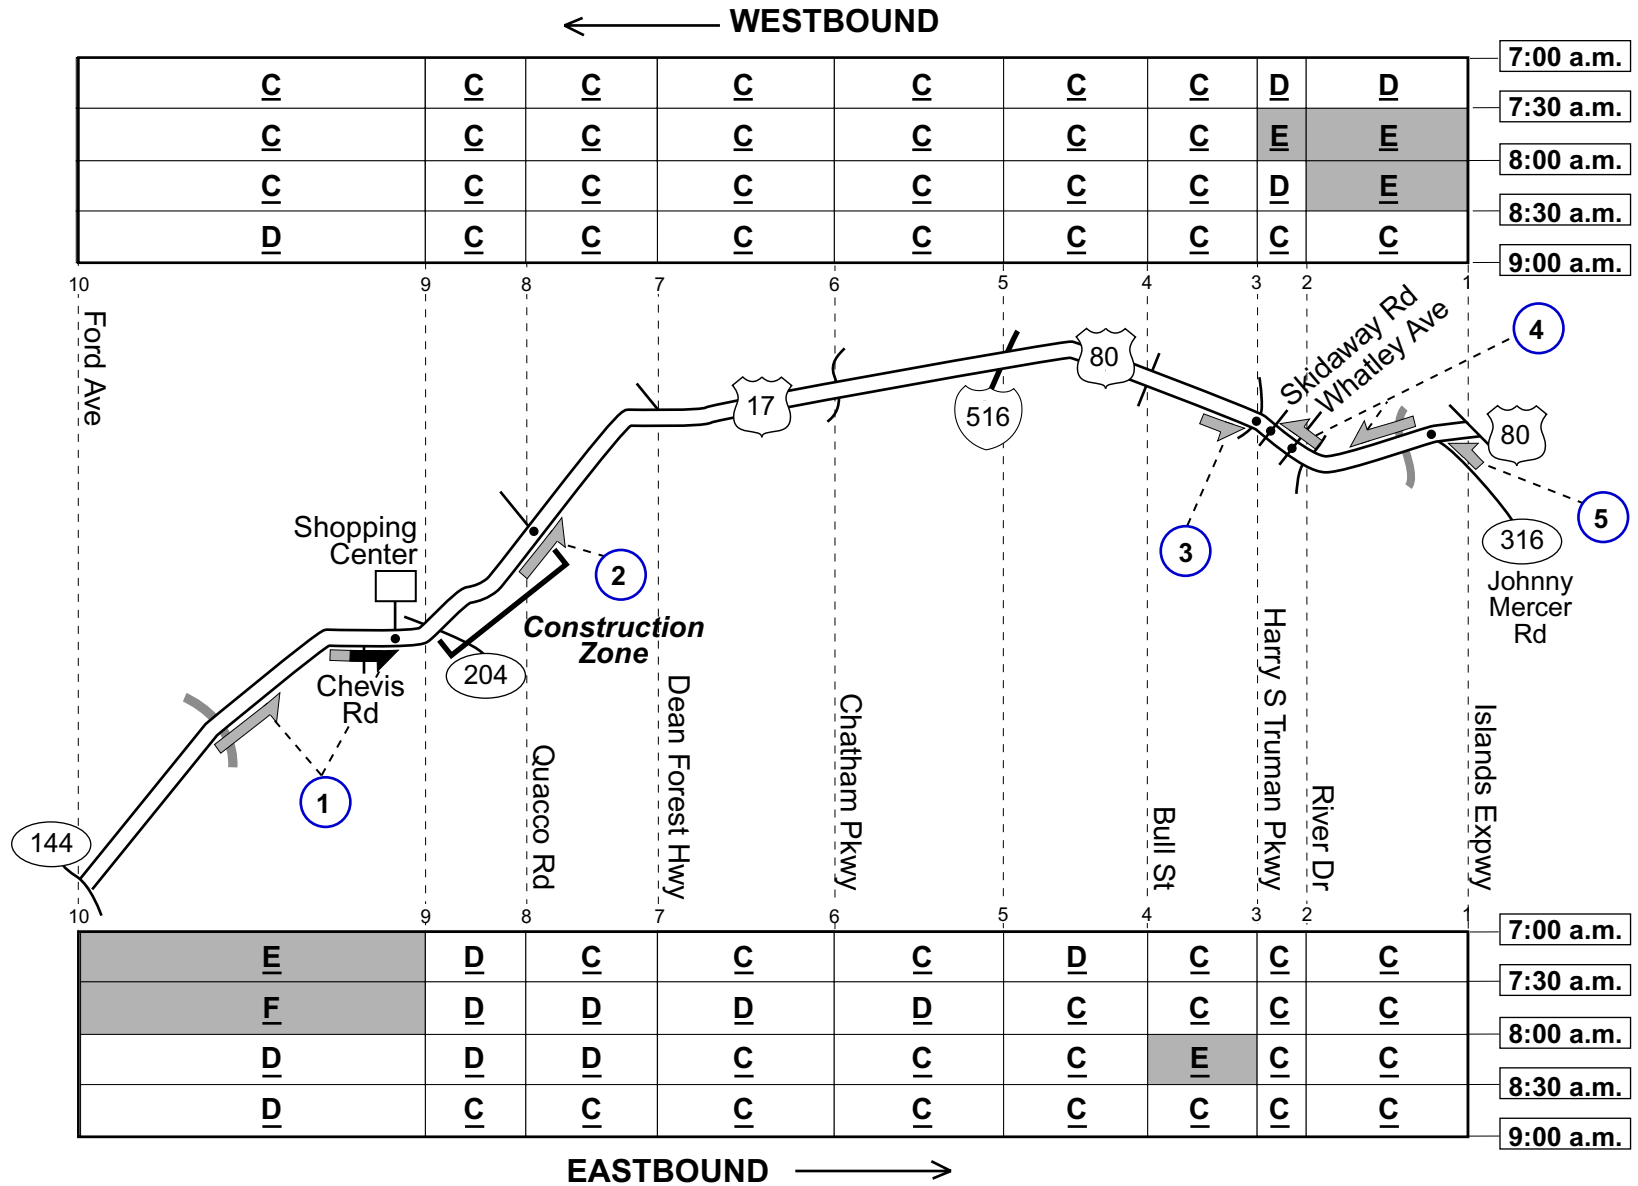 WESTBOUND
7:00 a.m.
C C C C C C C D D
7:30 a.m.
C C C C C C C E E
8:00 a.m.
C C C C C C C D E
8:30 a.m.
D C C C C C C C C
9:00 a.m.
10 9 8 7 6 5 4 3 2 1
Ford Ave
Skidaway Rd
Whatley Ave
4
80
17
516
80
Shopping
Center
3
5
316
Johnny
Mercer
Rd
2
Construction
Zone
204
Chevis
Rd
1
144
Quacco Rd
Dean Forest Hwy
Chatham Pkwy
Bull St
Harry S Truman Pkwy
River Dr
Islands Expwy
10 9 8 7 6 5 4 3 2 1
7:00 a.m.
E D C C C D C C C
7:30 a.m.
F D D D D C C C C
8:00 a.m.
D D D C C C E C C
8:30 a.m.
D C C C C C C C C
9:00 a.m.
EASTBOUND